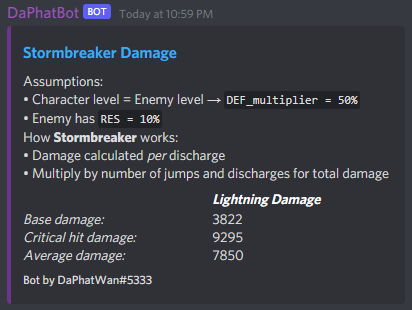 DaPhatBot BOT Today at 10:59 PM
Stormbreaker Damage
Assumptions:
• Character level = Enemy level → DEF_multiplier = 50%
• Enemy has RES = 10%
How Stormbreaker works:
• Damage calculated per discharge
• Multiply by number of jumps and discharges for total damage
Lightning Damage
Base damage: 3822
Critical hit damage: 9295
Average damage: 7850
Bot by DaPhatWan#5333